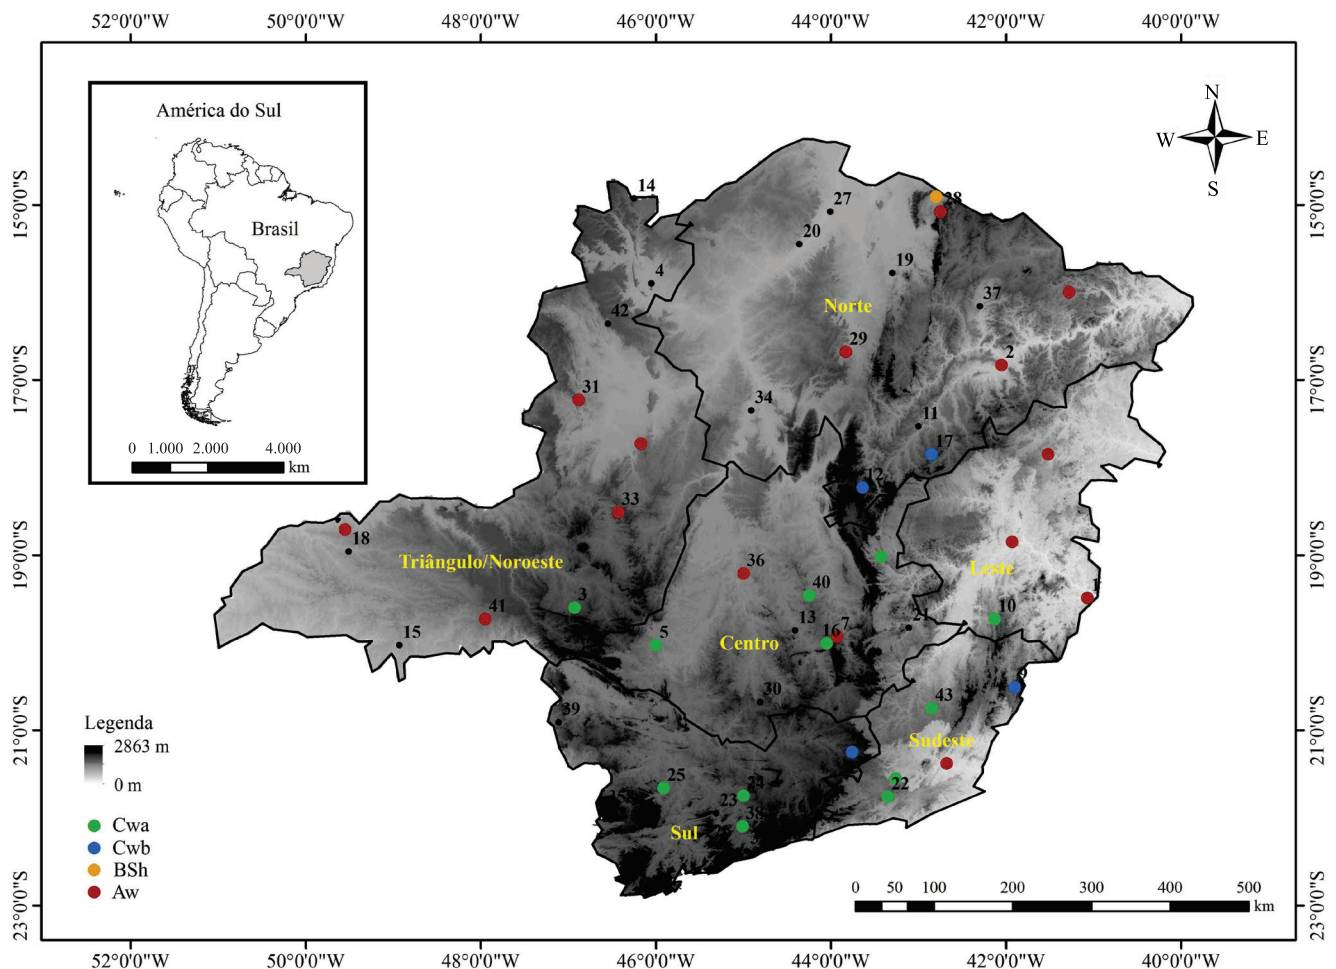 52°0'0"W 50°0'0"W 48°0'0"W 46°0'0"W 44°0'0"W 42°0'0"W 40°0'0"W
15°0'0"S
17°0'0"S
19°0'0"S
21°0'0"S
23°0'0"S
América do Sul
Brasil
0 1.000 2.000 4.000
km
N
W E
S
14
27
28
20
4
19
37
42
Norte
29
2
31
34
11
17
12
33
18
Triângulo/Noroeste
36
Leste
40
1
3
10
41
13
16 7
21
5
15
Centro
9
30
43
39
Sudeste
25
24
22
23
38
Sul
Legenda
2863 m
0 m
Cwa
Cwb
BSh
Aw
0 50 100 200 300 400 500
km
15°0'0"S
17°0'0"S
19°0'0"S
21°0'0"S
23°0'0"S
52°0'0"W 50°0'0"W 48°0'0"W 46°0'0"W 44°0'0"W 42°0'0"W 40°0'0"W